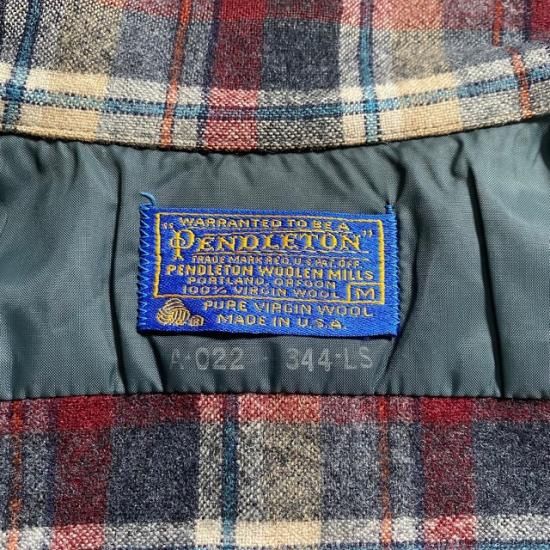 WARRANTED TO BE A
"PENDLETON"
TRADE MARK REG. U.S. PAT. OFF.
PENDLETON WOOLEN MILLS
PORTLAND, OREGON
100% VIRGIN WOOL M
PURE VIRGIN WOOL
MADE IN U.S.A.
A-022 - 344-LS